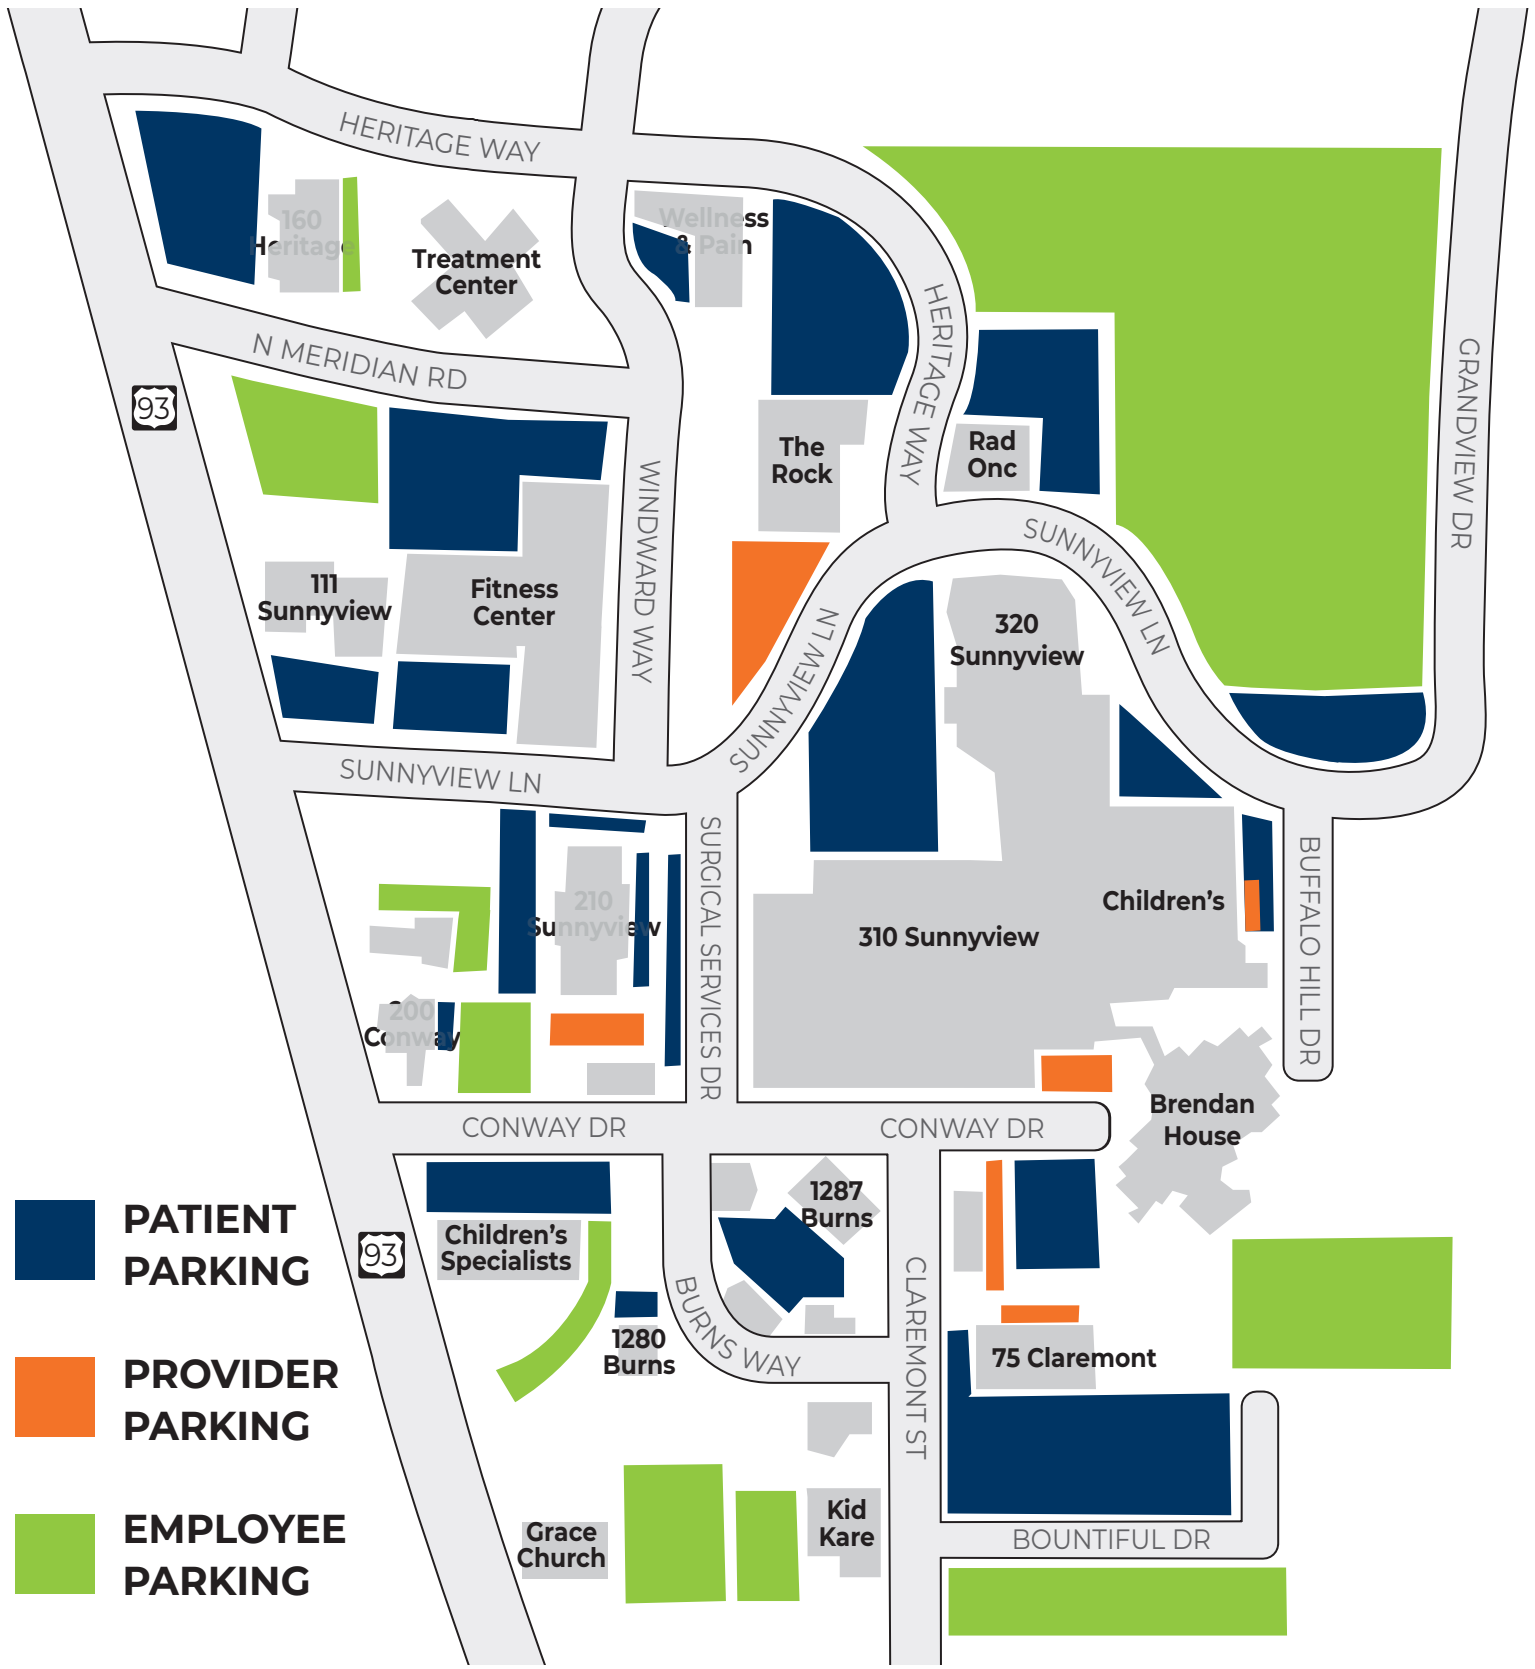 HERITAGE WAY
160
Heritage
Treatment
Center
Wellness
& Pain
HERITAGE WAY
N MERIDIAN RD
93
GRANDVIEW DR
The
Rock
Rad
Onc
WINDWARD WAY
SUNNYVIEW LN
111
Sunnyview
Fitness
Center
320
Sunnyview
SUNNYVIEW LN
SUNNYVIEW LN
SURGICAL SERVICES DR
BUFFALO HILL DR
210
Sunnyview
Children's
310 Sunnyview
200
Conway
CONWAY DR
CONWAY DR
Brendan
House
PATIENT
PARKING
93
Children's
Specialists
1287
Burns
1280
Burns
BURNS WAY
CLAREMONT ST
75 Claremont
PROVIDER
PARKING
EMPLOYEE
PARKING
Grace
Church
Kid
Kare
BOUNTIFUL DR